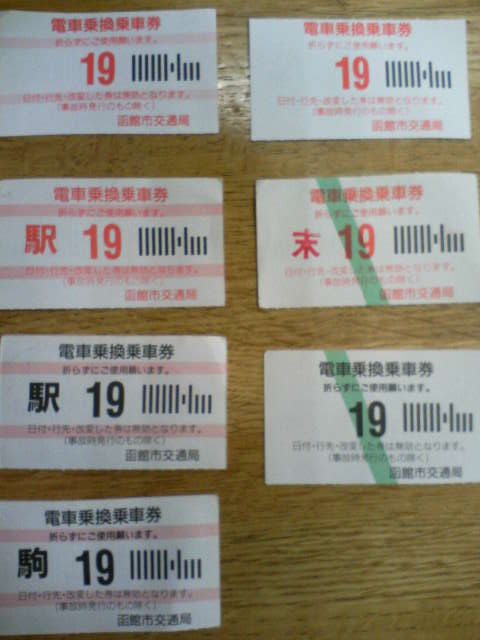 電車乗換乗車券
折らずにご使用願います。
19
日付・行先・改変した券は無効となります。
(事故時発行のもの除く)
函館市交通局
電車乗換乗車券
折らずにご使用願います。
19
日付・行先・改変した券は無効となります。
(事故時発行のもの除く)
函館市交通局
電車乗換乗車券
折らずにご使用願います。
駅 19
日付・行先・改変した券は無効となります。
(事故時発行のもの除く)
函館市交通局
電車乗換乗車券
折らずにご使用願います。
末 19
日付・行先・改変した券は無効となります。
(事故時発行のもの除く)
函館市交通局
電車乗換乗車券
折らずにご使用願います。
駅 19
日付・行先・改変した券は無効となります。
(事故時発行のもの除く)
函館市交通局
電車乗換乗車券
折らずにご使用願います。
19
日付・行先・改変した券は無効となります。
(事故時発行のもの除く)
函館市交通局
電車乗換乗車券
折らずにご使用願います。
駒 19
日付・行先・改変した券は無効となります。
(事故時発行のもの除く)
函館市交通局